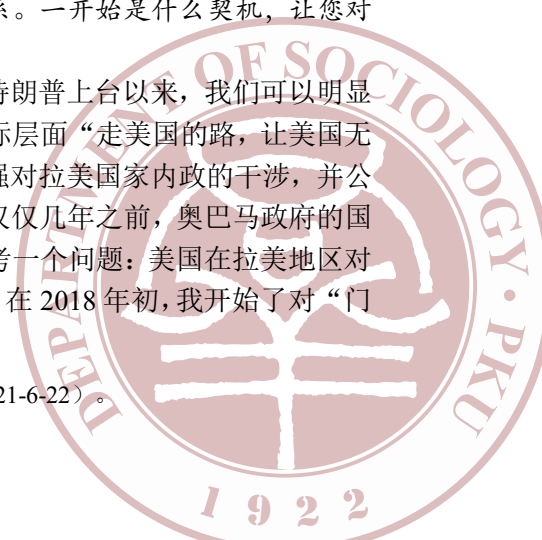 系。一开始是什么契机，让您对
特朗普上台以来，我们可以明显
际层面“走美国的路，让美国无
强对拉美国家内政的干涉，并公
仅仅几年之前，奥巴马政府的国
考一个问题：美国在拉美地区对
在 2018 年初，我开始了对“门
21-6-22）。
DEPARTMENT OF SOCIOLOGY · PKU
1922